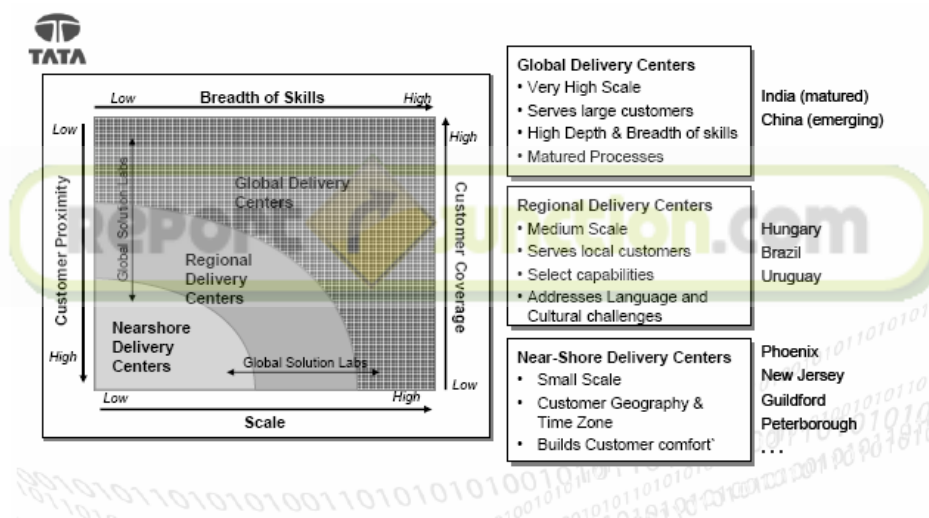 TATA
Low Breadth of Skills High
Low
High
Customer Proximity
Global Solution Labs
Global Delivery
Centers
Customer Coverage
Regional
Delivery
Centers
Nearshore
Delivery
Centers
High
Global Solution Labs
Low
Low High
Scale
Global Delivery Centers
• Very High Scale
• Serves large customers
• High Depth & Breadth of skills
• Matured Processes
India (matured)
China (emerging)
Regional Delivery Centers
• Medium Scale
• Serves local customers
• Select capabilities
• Addresses Language and
Cultural challenges
Hungary
Brazil
Uruguay
Near-Shore Delivery Centers
• Small Scale
• Customer Geography &
Time Zone
• Builds Customer comfort`
Phoenix
New Jersey
Guildford
Peterborough
...
Report Junction.com